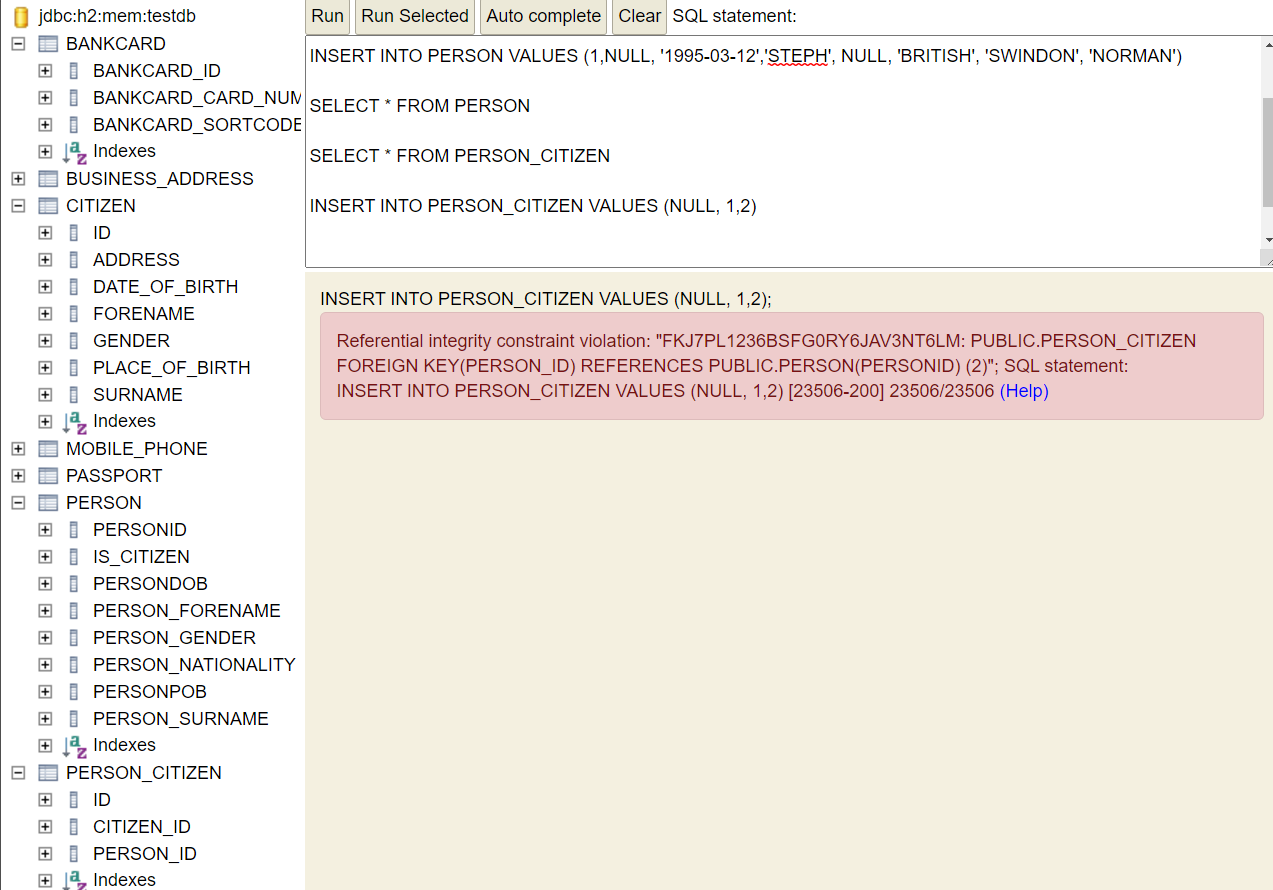 jdbc:h2:mem:testdb
BANKCARD
BANKCARD_ID
BANKCARD_CARD_NUM
BANKCARD_SORTCODE
Indexes
BUSINESS_ADDRESS
CITIZEN
ID
ADDRESS
DATE_OF_BIRTH
FORENAME
GENDER
PLACE_OF_BIRTH
SURNAME
Indexes
MOBILE_PHONE
PASSPORT
PERSON
PERSONID
IS_CITIZEN
PERSONDOB
PERSON_FORENAME
PERSON_GENDER
PERSON_NATIONALITY
PERSONPOB
PERSON_SURNAME
Indexes
PERSON_CITIZEN
ID
CITIZEN_ID
PERSON_ID
Indexes
Run Run Selected Auto complete Clear SQL statement:
INSERT INTO PERSON VALUES (1,NULL, '1995-03-12','STEPH', NULL, 'BRITISH', 'SWINDON', 'NORMAN')
SELECT * FROM PERSON
SELECT * FROM PERSON_CITIZEN
INSERT INTO PERSON_CITIZEN VALUES (NULL, 1,2)
INSERT INTO PERSON_CITIZEN VALUES (NULL, 1,2);
Referential integrity constraint violation: "FKJ7PL1236BSFG0RY6JAV3NT6LM: PUBLIC.PERSON_CITIZEN
FOREIGN KEY(PERSON_ID) REFERENCES PUBLIC.PERSON(PERSONID) (2)"; SQL statement:
INSERT INTO PERSON_CITIZEN VALUES (NULL, 1,2) [23506-200] 23506/23506 (Help)